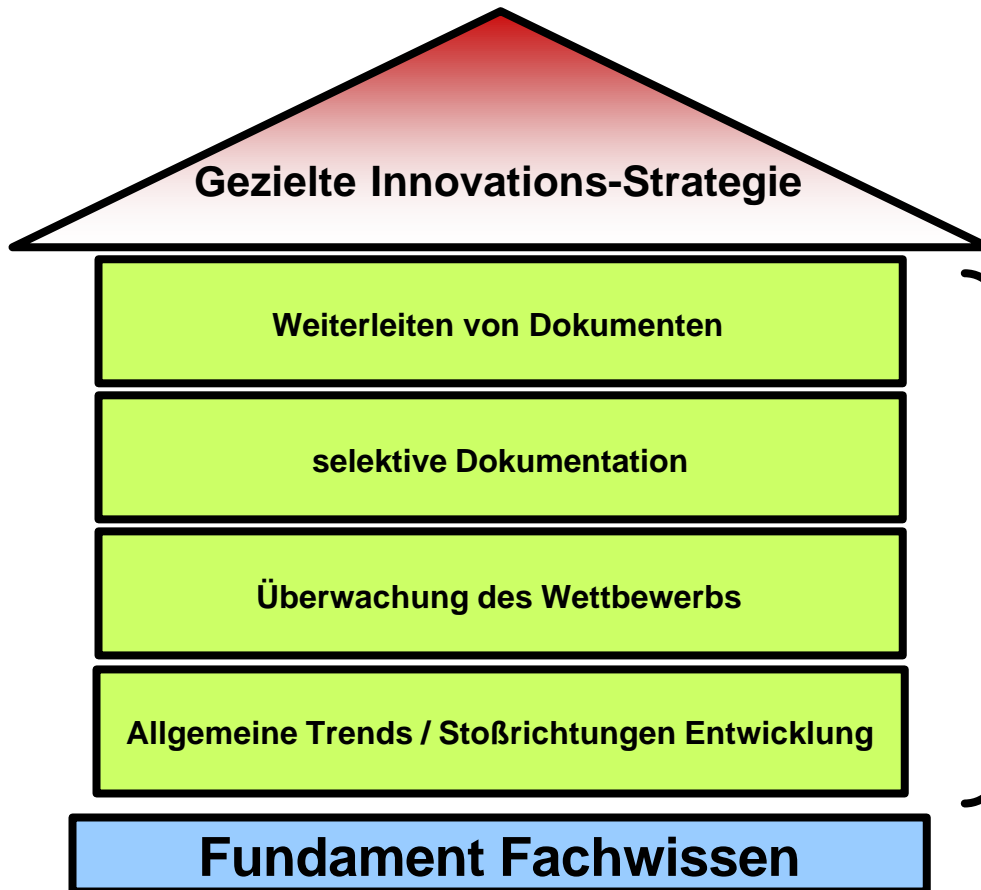 Gezielte Innovations-Strategie
Weiterleiten von Dokumenten
selektive Dokumentation
Überwachung des Wettbewerbs
Allgemeine Trends / Stoßrichtungen Entwicklung
Fundament Fachwissen